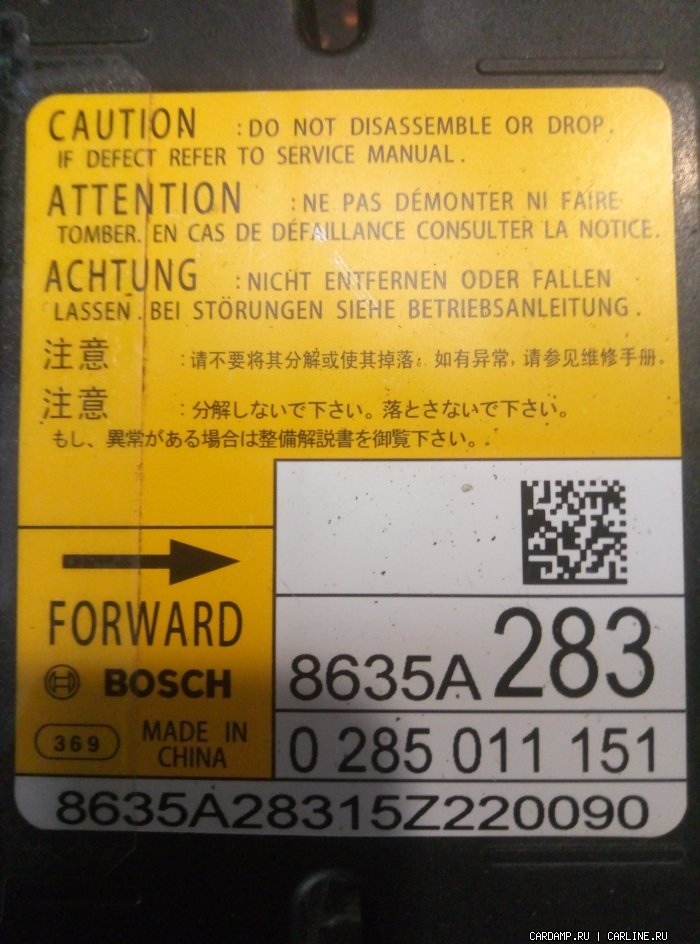 CAUTION :DO NOT DISASSEMBLE OR DROP.
IF DEFECT REFER TO SERVICE MANUAL.
ATTENTION :NE PAS DÉMONTER NI FAIRE
TOMBER. EN CAS DE DÉFAILLANCE CONSULTER LA NOTICE.
ACHTUNG :NICHT ENTFERNEN ODER FALLEN
LASSEN. BEI STÖRUNGEN SIEHE BETRIEBSANLEITUNG.
注意 :请不要将其分解或使其掉落。如有异常,请参见维修手册。
注意 :分解しないで下さい。落とさないで下さい。
もし、異常がある場合は整備解説書を御覧下さい。
FORWARD
BOSCH
369 MADE IN
CHINA
8635A 283
0 285 011 151
8635A28315Z220090
CARDAMP.RU | CARLINE.RU